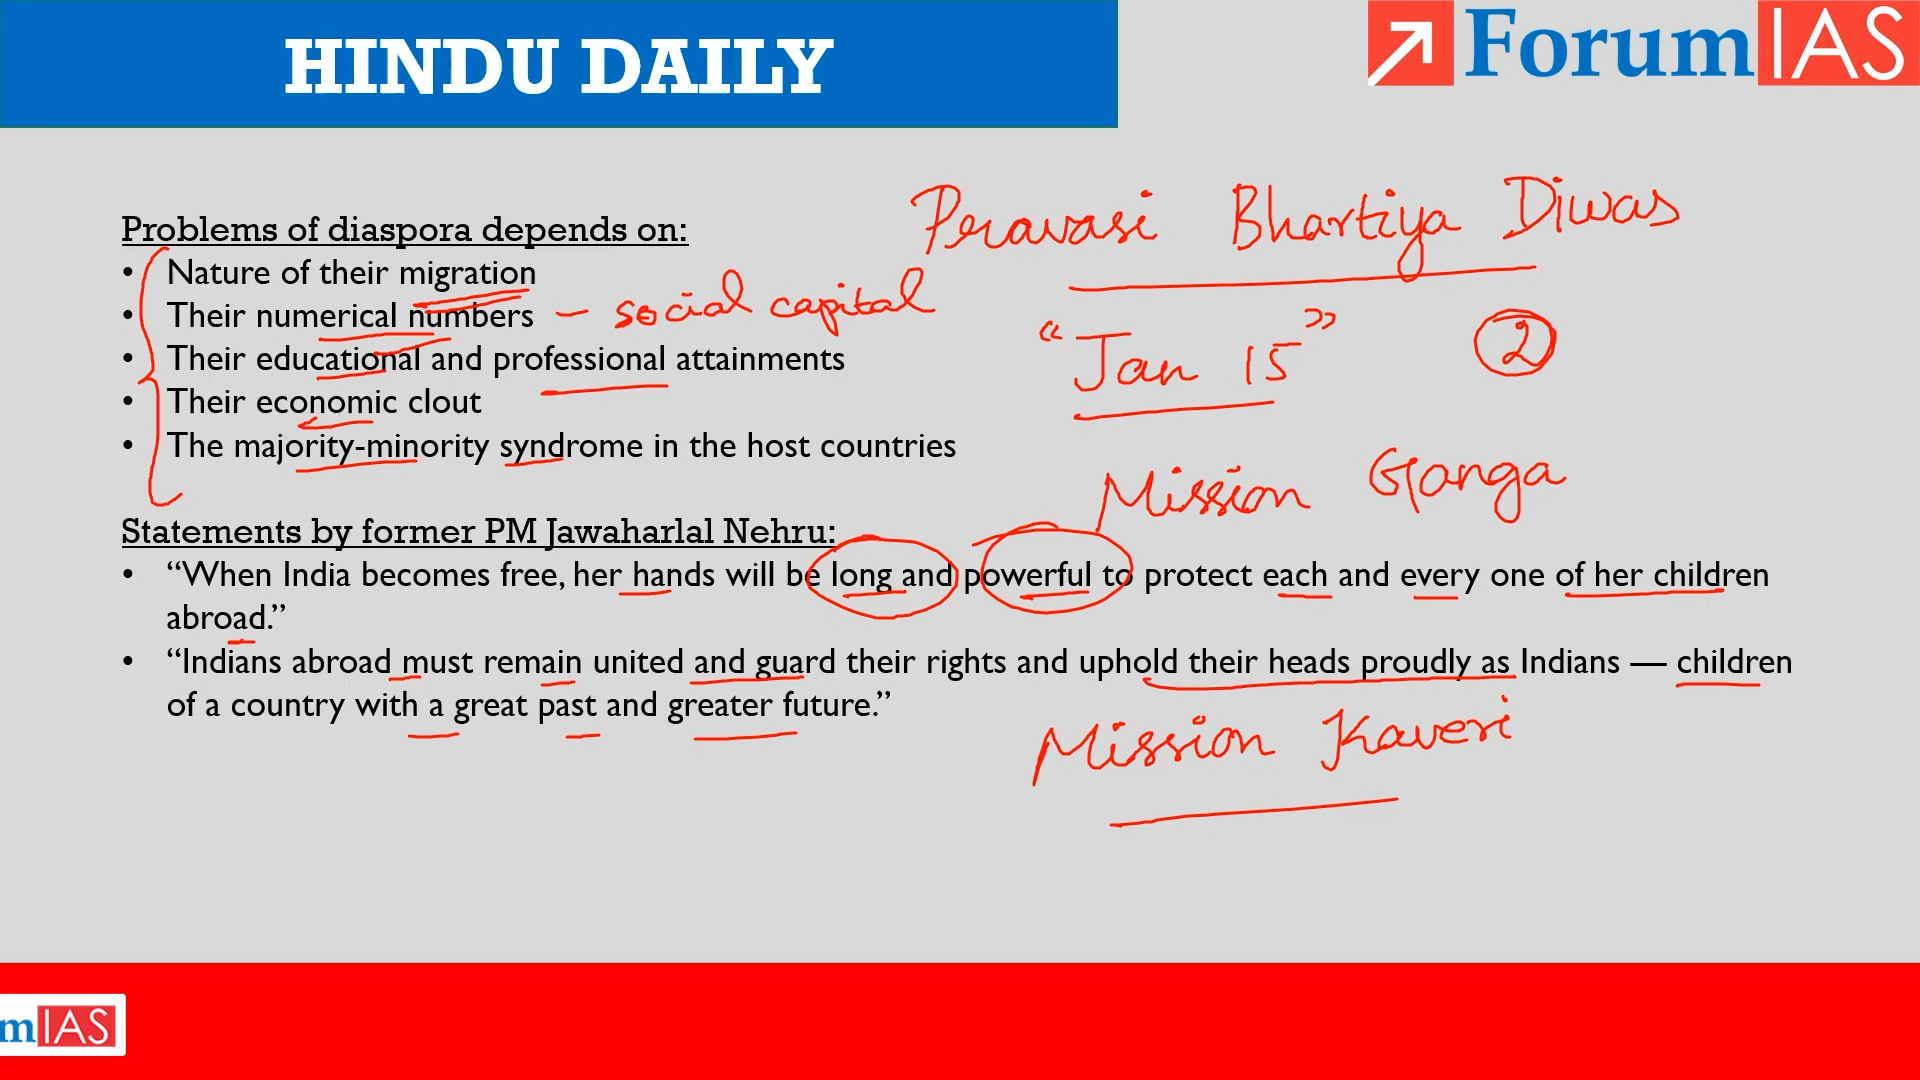 HINDU DAILY
ForumIAS
Peravasi Bhartiya Diwas
Problems of diaspora depends on:
• Nature of their migration
• Their numerical numbers – social capital
"Jan 15" 2
• Their educational and professional attainments
• Their economic clout
• The majority-minority syndrome in the host countries
Mission Ganga
Statements by former PM Jawaharlal Nehru:
• “When India becomes free, her hands will be long and powerful to protect each and every one of her children
abroad.”
• “Indians abroad must remain united and guard their rights and uphold their heads proudly as Indians — children
of a country with a great past and greater future.”
Mission Kaveri
mIAS